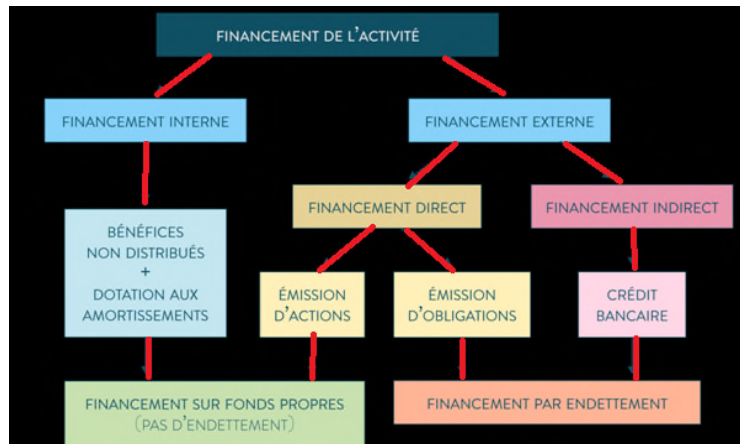 FINANCEMENT DE L'ACTIVITÉ
FINANCEMENT INTERNE
FINANCEMENT EXTERNE
FINANCEMENT DIRECT
FINANCEMENT INDIRECT
BÉNÉFICES
NON DISTRIBUÉS
+
DOTATION AUX
AMORTISSEMENTS
ÉMISSION
D'ACTIONS
ÉMISSION
D'OBLIGATIONS
CRÉDIT
BANCAIRE
FINANCEMENT SUR FONDS PROPRES
(PAS D'ENDETTEMENT)
FINANCEMENT PAR ENDETTEMENT